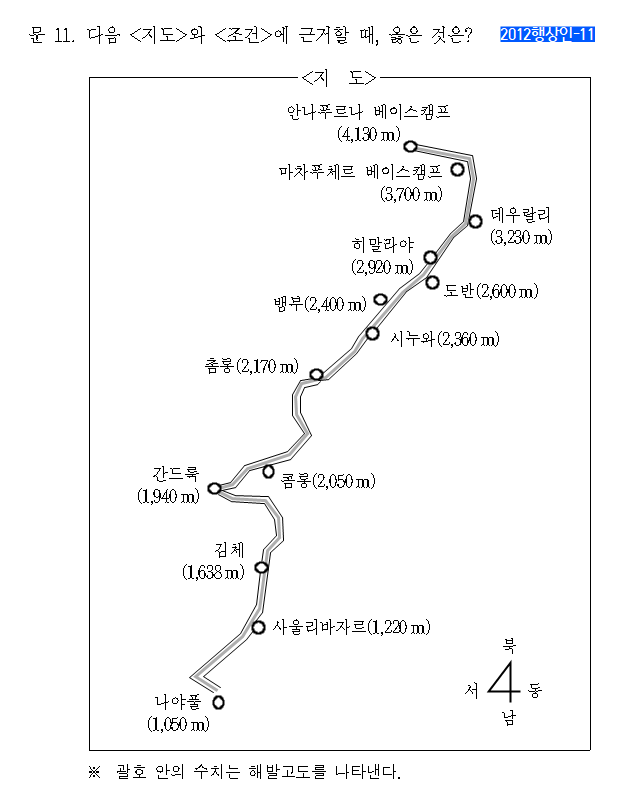 문 11. 다음 <지도>와 <조건>에 근거할 때, 옳은 것은?
2012행상인-11
<지 도>
안나푸르나 베이스캠프
(4,130 m)
마차푸체르 베이스캠프
(3,700 m)
데우랄리
(3,230 m)
히말라야
(2,920 m)
도반(2,600 m)
뱀부(2,400 m)
시누와(2,360 m)
촘롱(2,170 m)
간드룩
(1,940 m)
콤롱(2,050 m)
김체
(1,638 m)
사울리바자르(1,220 m)
나야풀
(1,050 m)
북
서 동
남
※ 괄호 안의 수치는 해발고도를 나타낸다.